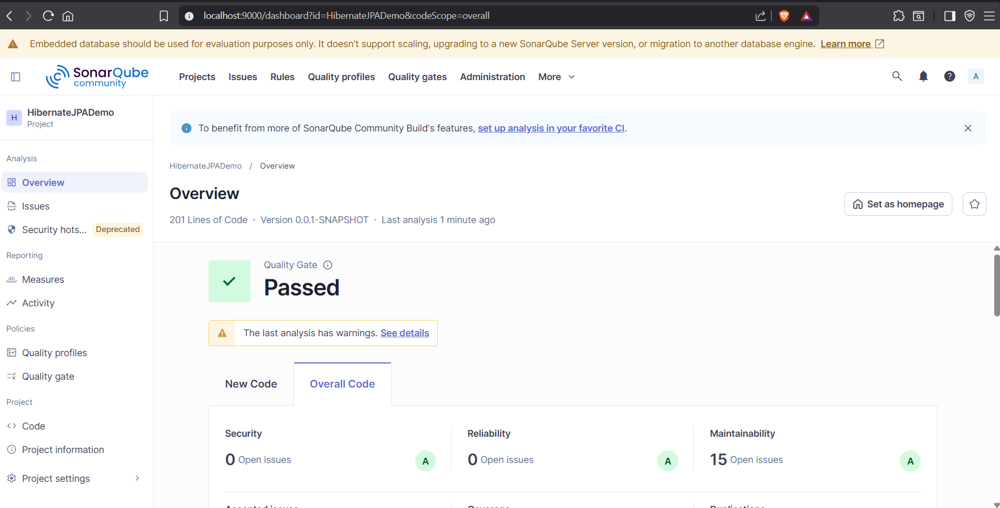 localhost:9000/dashboard?id=HibernateJPADemo&codeScope=overall
Embedded database should be used for evaluation purposes only. It doesn't support scaling, upgrading to a new SonarQube Server version, or migration to another database engine. Learn more
SonarQube community
Projects Issues Rules Quality profiles Quality gates Administration More
A
H
HibernateJPADemo
Project
Analysis
Overview
Issues
Security hots... Deprecated
Reporting
Measures
Activity
Policies
Quality profiles
Quality gate
Project
Code
Project information
Project settings
To benefit from more of SonarQube Community Build's features, set up analysis in your favorite CI.
HibernateJPADemo / Overview
Overview
Set as homepage
201 Lines of Code • Version 0.0.1-SNAPSHOT • Last analysis 1 minute ago
Quality Gate
Passed
The last analysis has warnings. See details
New Code Overall Code
Security Reliability Maintainability
0 Open issues A 0 Open issues A 15 Open issues A
Accepted issues Coverage Duplications